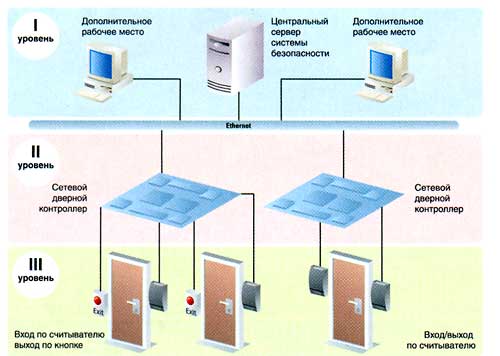 I
уровень
Дополнительное
рабочее место
Центральный
сервер
системы
безопасности
Дополнительное
рабочее место
Ethernet
II
уровень
Сетевой
дверной
контроллер
Сетевой
дверной
контроллер
III
уровень
Exit
Exit
Вход по считывателю
выход по кнопке
Вход/выход
по считывателю